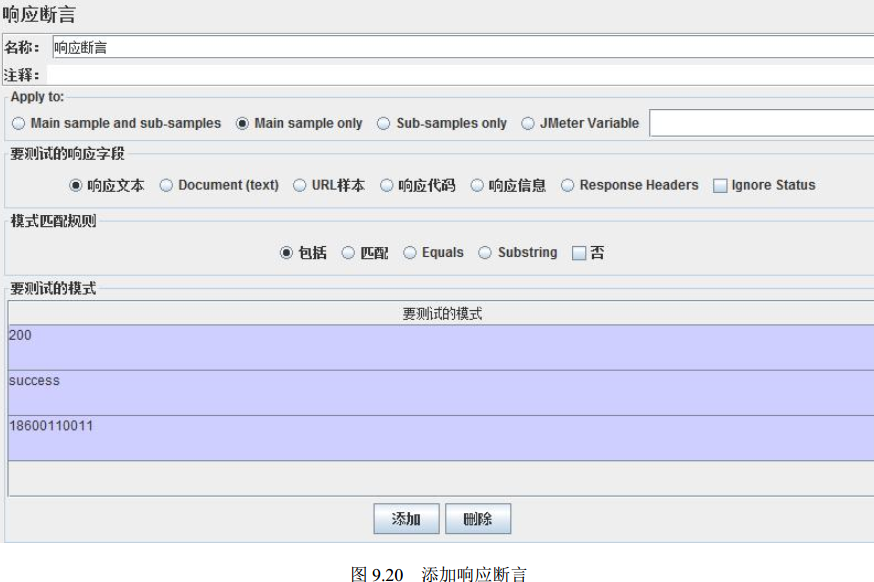 响应断言
名称： 响应断言
注释：
Apply to:
Main sample and sub-samples Main sample only Sub-samples only JMeter Variable
要测试的响应字段
响应文本 Document (text) URL样本 响应代码 响应信息 Response Headers Ignore Status
模式匹配规则
包括 匹配 Equals Substring 否
要测试的模式
要测试的模式
200
success
18600110011
添加 删除
图 9.20 添加响应断言